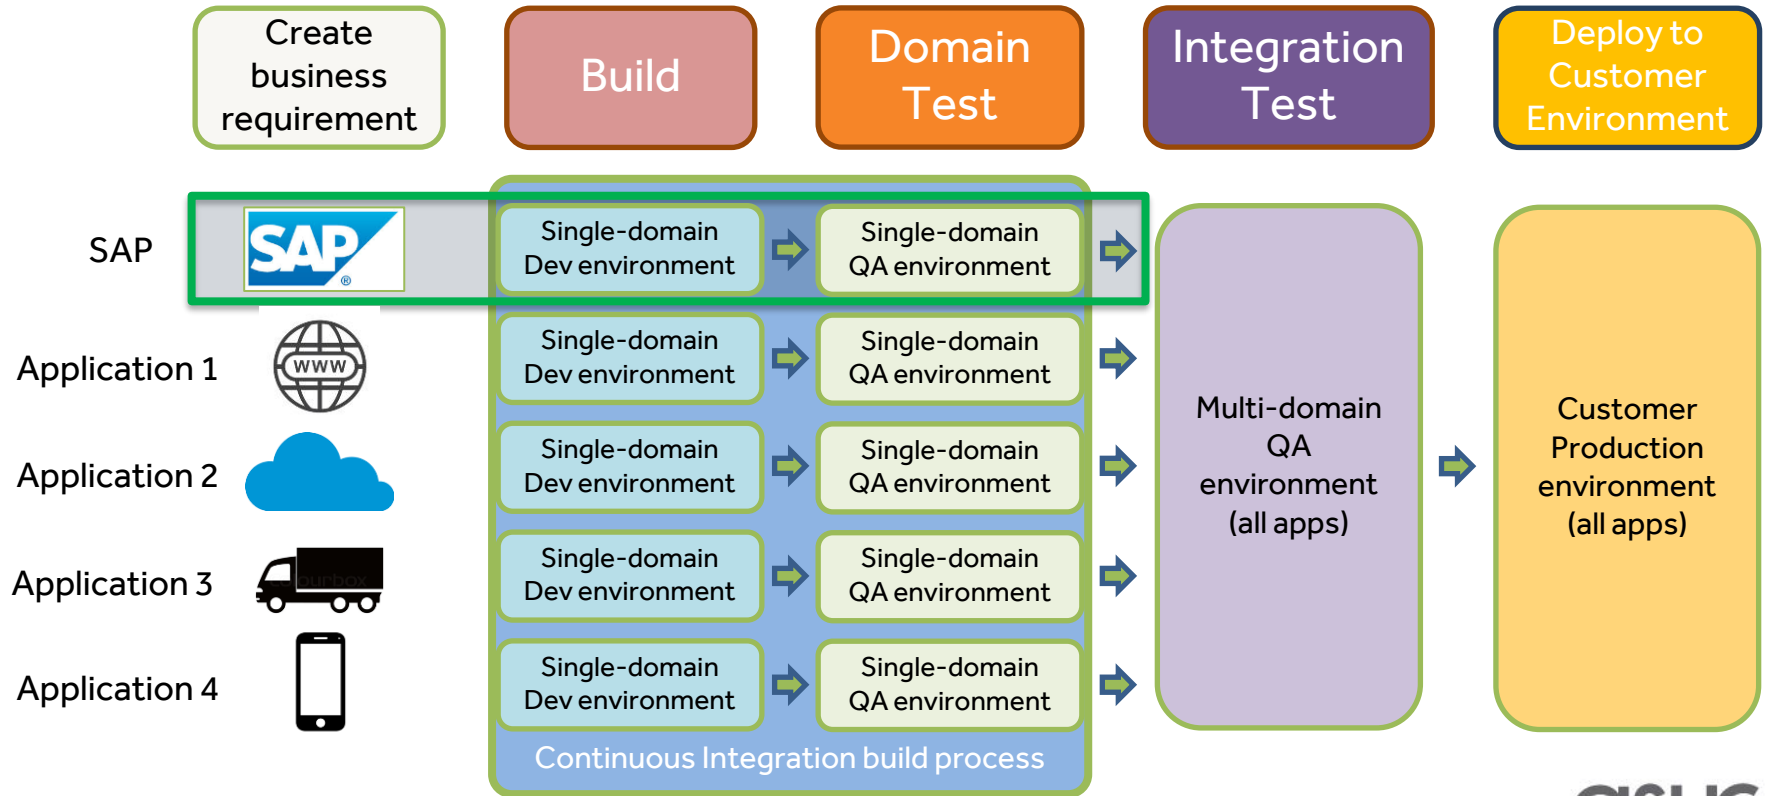 Create
business
requirement
Build
Domain
Test
Integration
Test
Deploy to
Customer
Environment
SAP
SAP
®
Single-domain
Dev environment
Single-domain
QA environment
Application 1
WWW
Single-domain
Dev environment
Single-domain
QA environment
Application 2
Single-domain
Dev environment
Single-domain
QA environment
Application 3
Single-domain
Dev environment
Single-domain
QA environment
Application 4
Single-domain
Dev environment
Single-domain
QA environment
Multi-domain
QA
environment
(all apps)
Customer
Production
environment
(all apps)
Continuous Integration build process